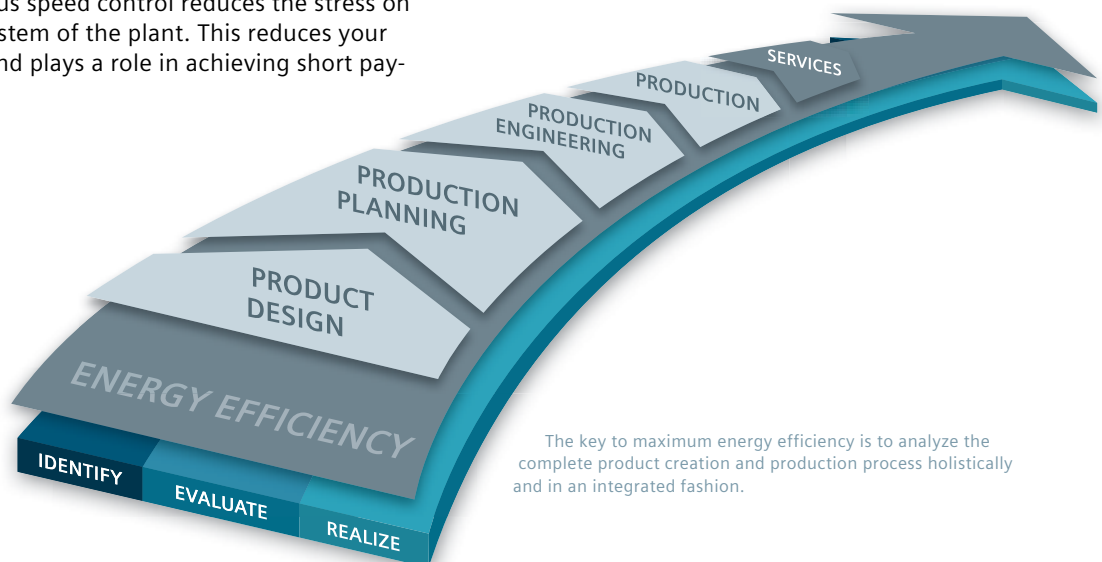 us speed control reduces the stress on
stem of the plant. This reduces your
nd plays a role in achieving short pay-
SERVICES
PRODUCTION
PRODUCTION
ENGINEERING
PRODUCTION
PLANNING
PRODUCT
DESIGN
ENERGY EFFICIENCY
IDENTIFY
EVALUATE
REALIZE
The key to maximum energy efficiency is to analyze the
complete product creation and production process holistically
and in an integrated fashion.